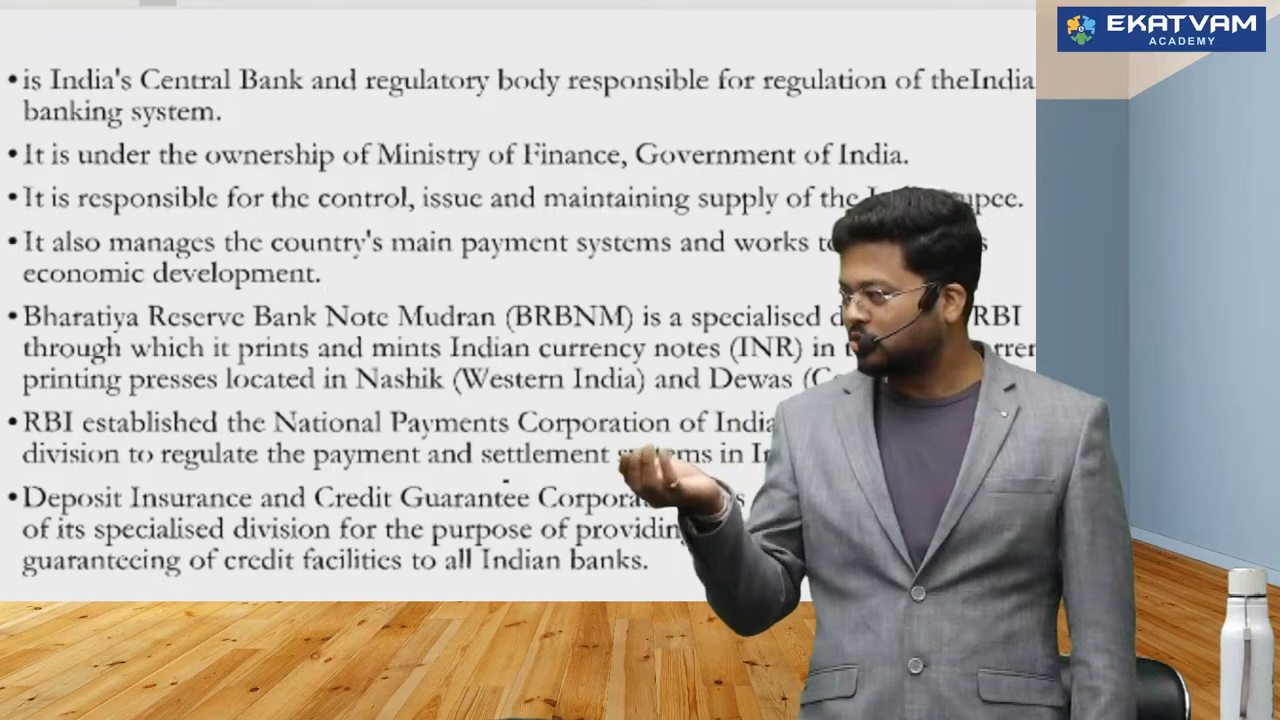 EKATVAM
ACADEMY
• is India's Central Bank and regulatory body responsible for regulation of theIndia
banking system.
• It is under the ownership of Ministry of Finance, Government of India.
• It is responsible for the control, issue and maintaining supply of the
• It also manages the country's main payment systems and works
economic development.
• Bharatiya Reserve Bank Note Mudran (BRBNM) is a specialised RBI
through which it prints and mints Indian currency notes (INR) in
printing presses located in Nashik (Western India) and Dewas
• RBI established the National Payments Corporation of India
division to regulate the payment and settlement in
• Deposit Insurance and Credit Guarantee
of its specialised division for the purpose of providing
guaranteeing of credit facilities to all Indian banks.